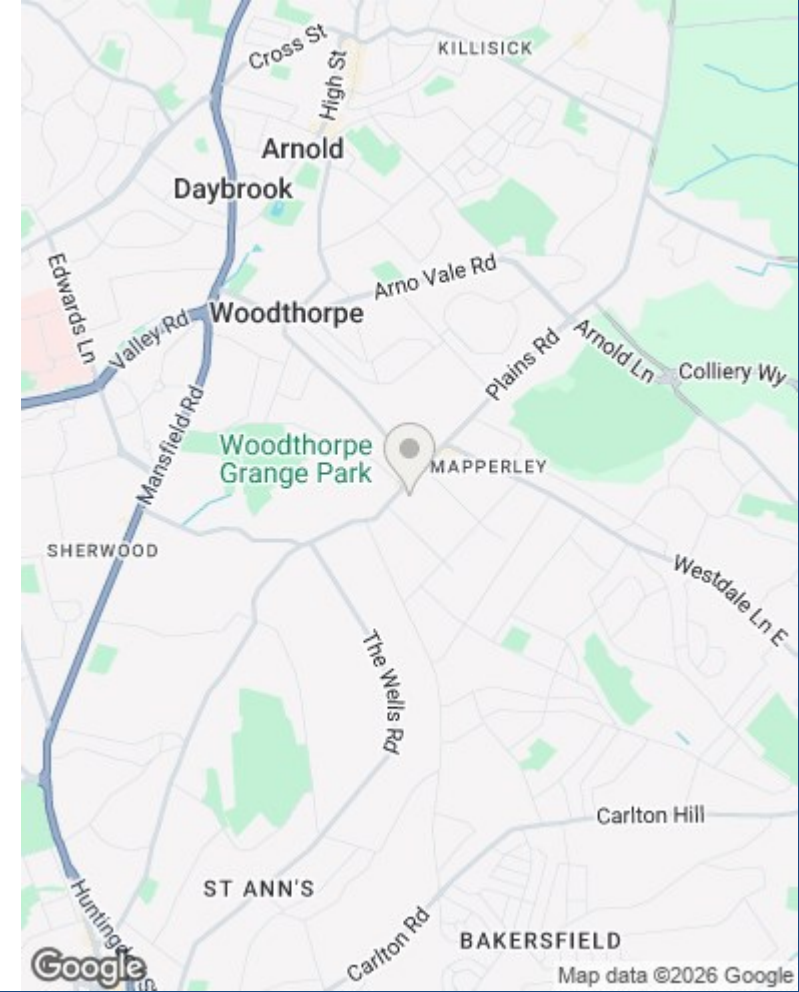 Cross St
KILLISICK
High St
Arnold
Daybrook
Edwards Ln
Arno Vale Rd
Woodthorpe
Valley Rd
Plains Rd
Arnold Ln
Colliery Wy
Mansfield Rd
Woodthorpe
Grange Park
MAPPERLEY
SHERWOOD
Westdale Ln E
The Wells Rd
Carlton Hill
ST ANN'S
Carlton Rd
BAKERSFIELD
Google
Map data ©2026 Google